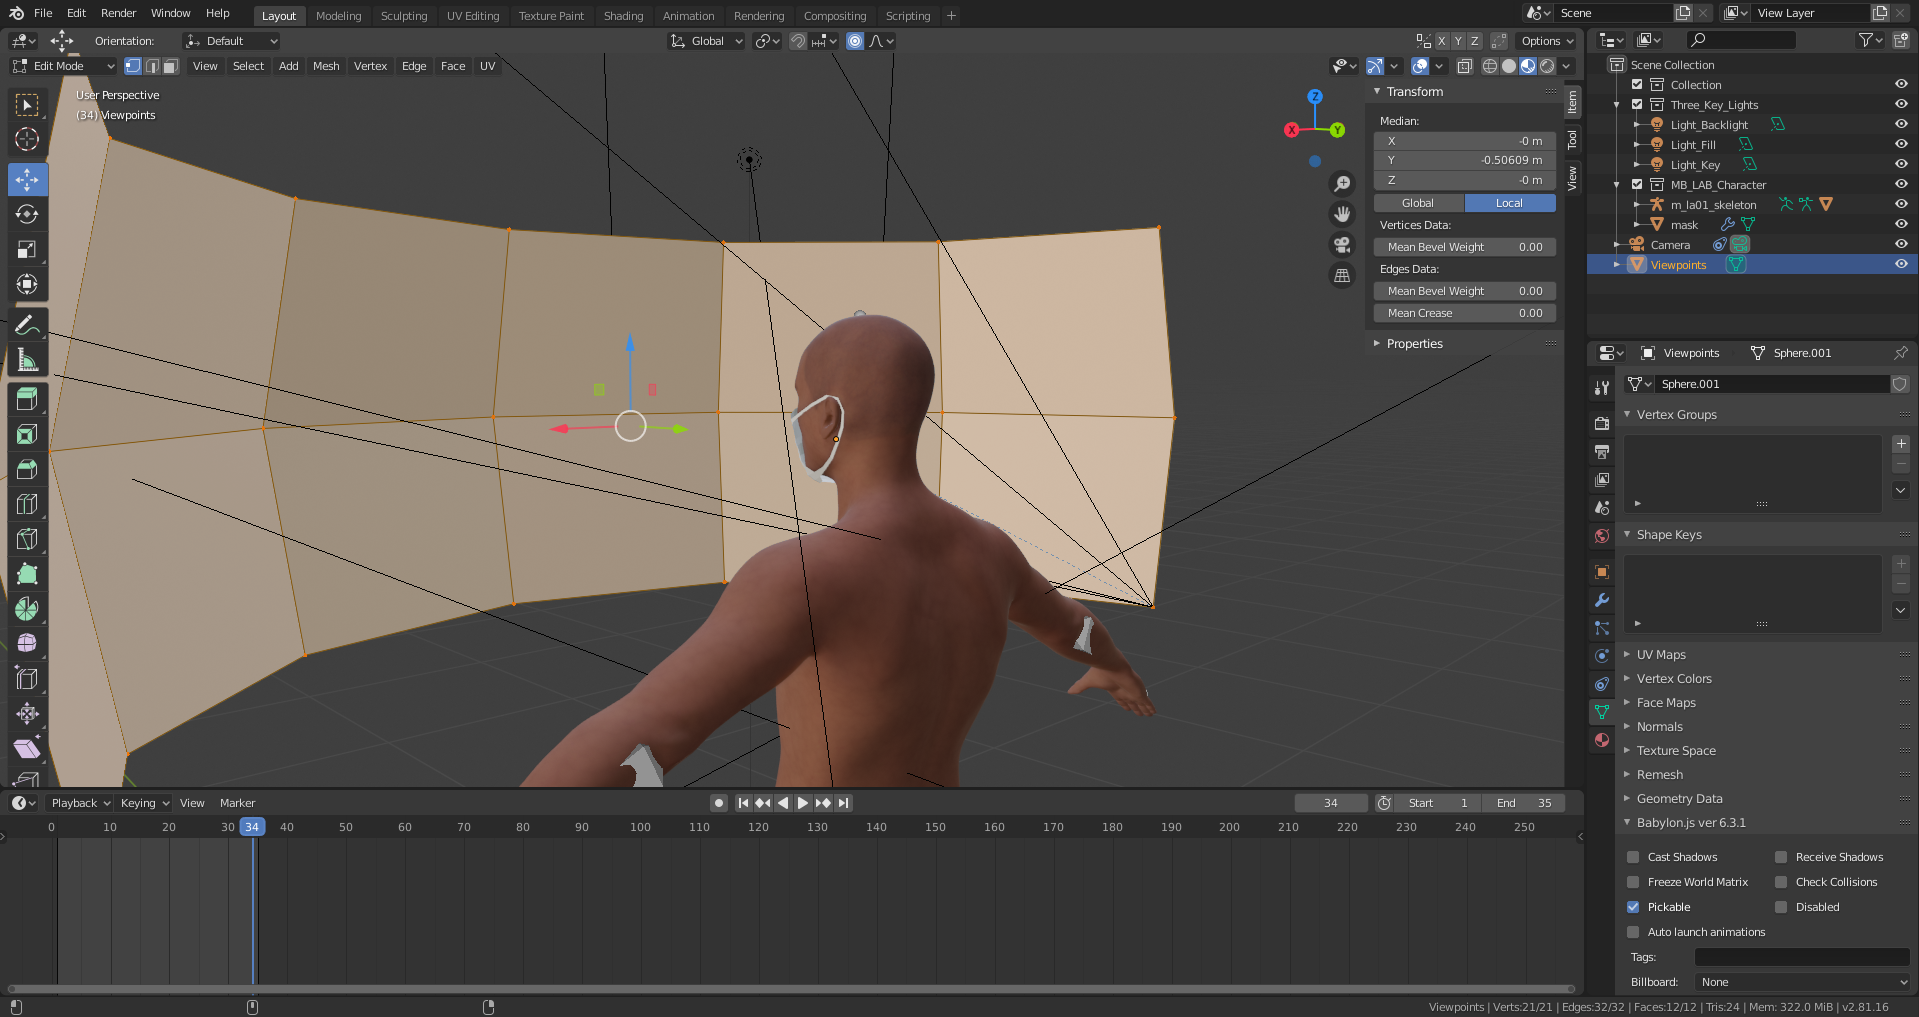 File Edit Render Window Help Layout Modeling Sculpting UV Editing Texture Paint Shading Animation Rendering Compositing Scripting + Scene View Layer
Orientation: Default Global X Y Z Options
Edit Mode View Select Add Mesh Vertex Edge Face UV
User Perspective
(34) Viewpoints
Z
X Y
Transform
Median:
X -0 m
Y -0.50609 m
Z -0 m
Global Local
Vertices Data:
Mean Bevel Weight 0.00
Edges Data:
Mean Bevel Weight 0.00
Mean Crease 0.00
Properties
Item
Tool
View
Scene Collection
Collection
Three_Key_Lights
Light_Backlight
Light_Fill
Light_Key
MB_LAB_Character
m_la01_skeleton
mask
Camera
Viewpoints
Viewpoints Sphere.001
Sphere.001
Vertex Groups
Shape Keys
UV Maps
Vertex Colors
Face Maps
Normals
Texture Space
Remesh
Geometry Data
Babylon.js ver 6.3.1
Cast Shadows Receive Shadows
Freeze World Matrix Check Collisions
Pickable Disabled
Auto launch animations
Tags:
Billboard: None
Playback Keying View Marker 34 Start 1 End 35
0 10 20 30 34 40 50 60 70 80 90 100 110 120 130 140 150 160 170 180 190 200 210 220 230 240 250
Viewpoints | Verts:21/21 | Edges:32/32 | Faces:12/12 | Tris:24 | Mem: 322.0 MiB | v2.81.16